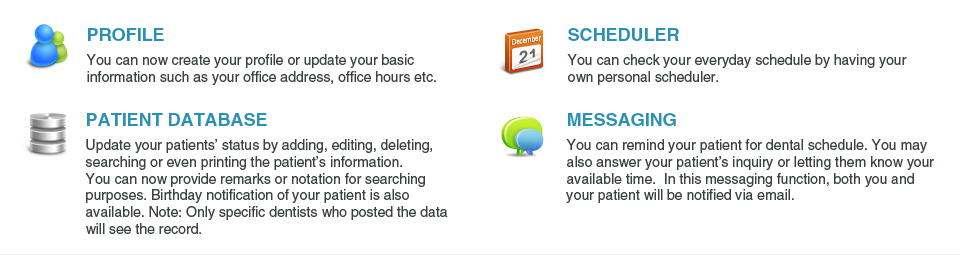 PROFILE
You can now create your profile or update your basic
information such as your office address, office hours etc.
December
21
SCHEDULER
You can check your everyday schedule by having your
own personal scheduler.
PATIENT DATABASE
Update your patients’ status by adding, editing, deleting,
searching or even printing the patient’s information.
You can now provide remarks or notation for searching
purposes. Birthday notification of your patient is also
available. Note: Only specific dentists who posted the data
will see the record.
MESSAGING
You can remind your patient for dental schedule. You may
also answer your patient’s inquiry or letting them know your
available time.  In this messaging function, both you and
your patient will be notified via email.